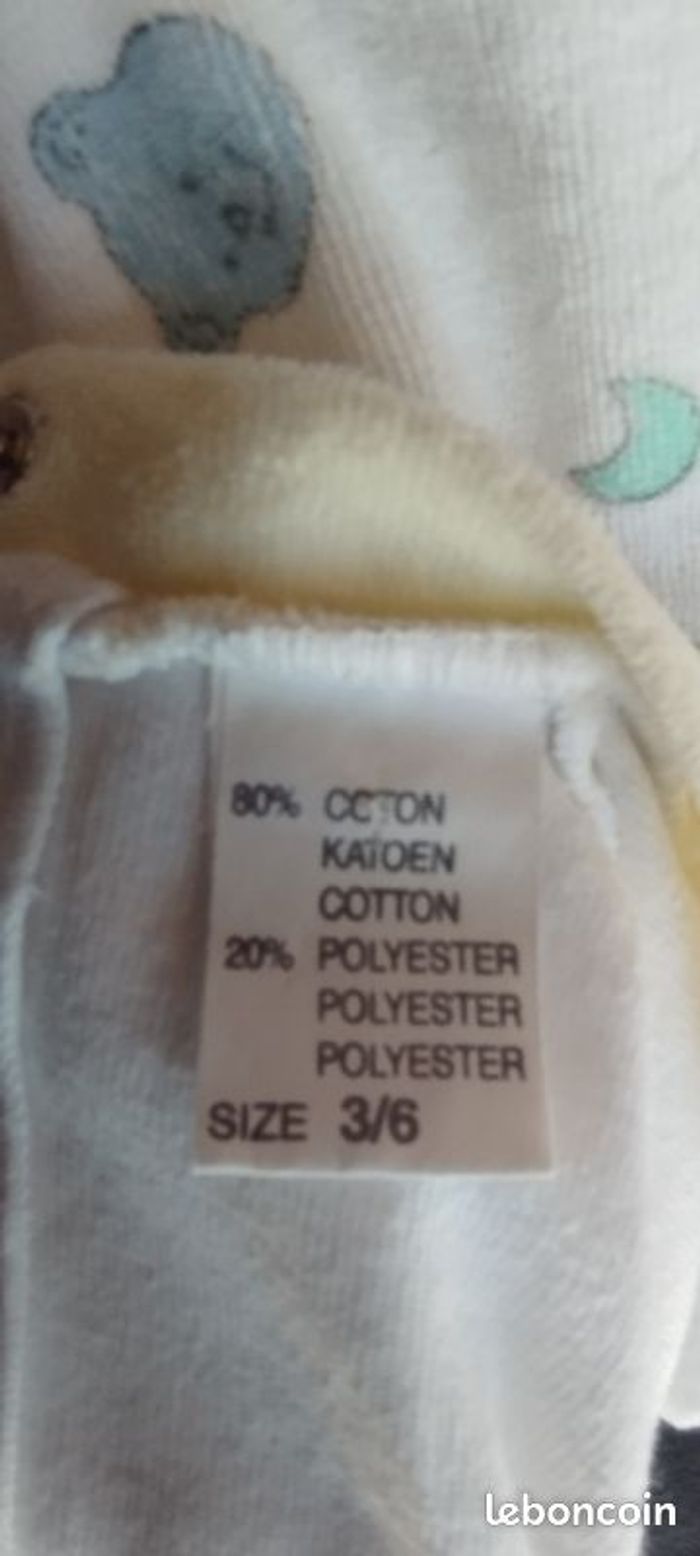 80% COTON
KATOEN
COTTON
20% POLYESTER
POLYESTER
POLYESTER
SIZE 3/6
leboncoin